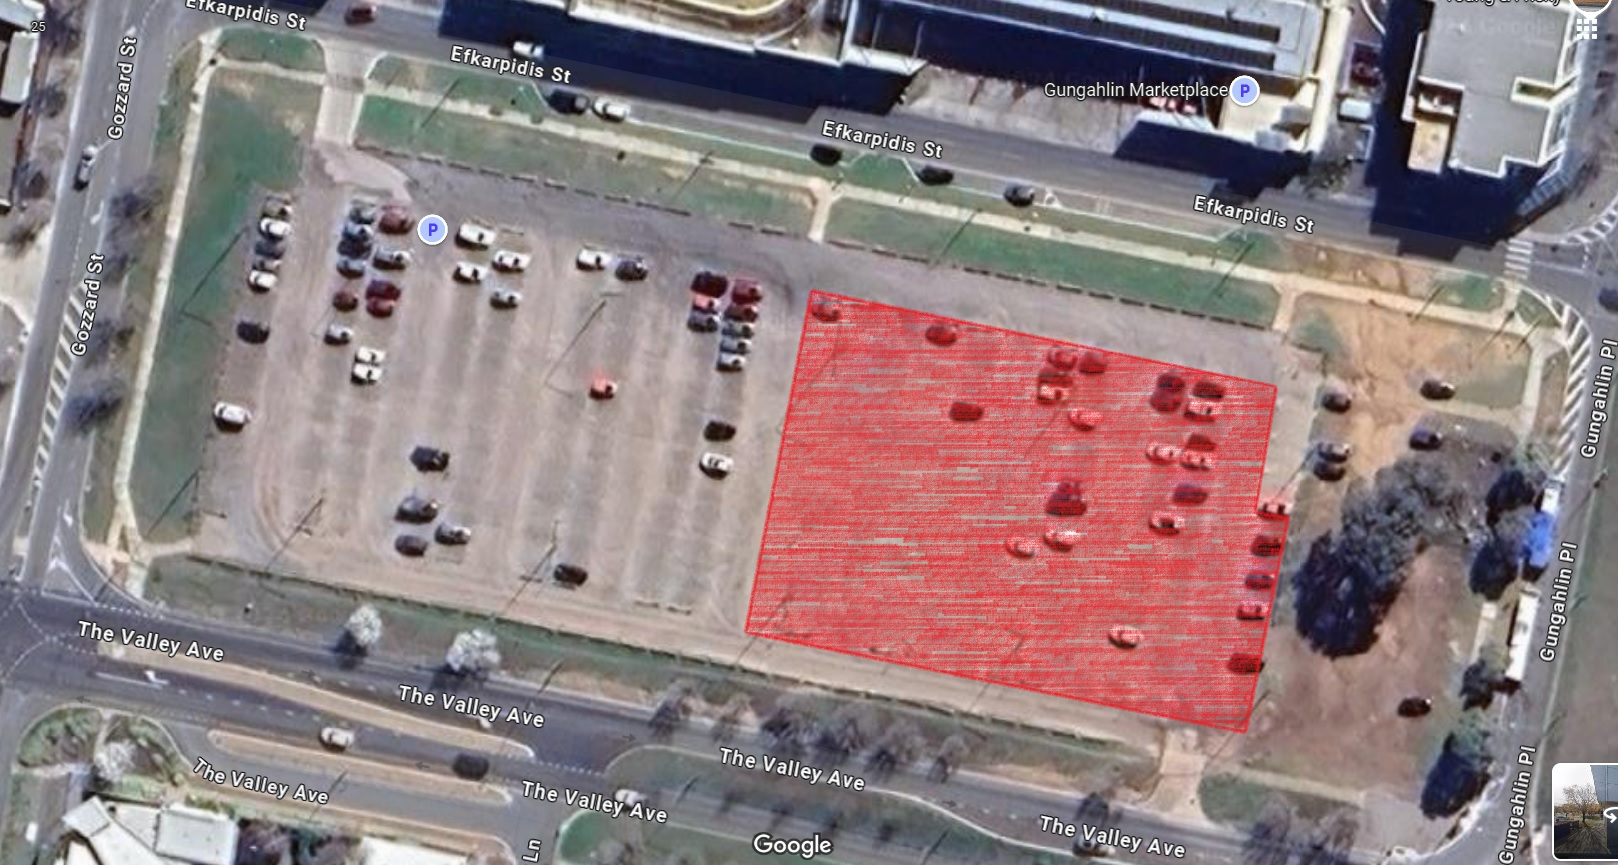 Efkarpidis St
25
Gozzard St
Efkarpidis St
Gungahlin Marketplace P
Efkarpidis St
Efkarpidis St
P
Gozzard St
Gungahlin Pl
Gungahlin Pl
The Valley Ave
The Valley Ave
The Valley Ave
The Valley Ave
The Valley Ave
The Valley Ave
Gungahlin Pl
Ln
Google